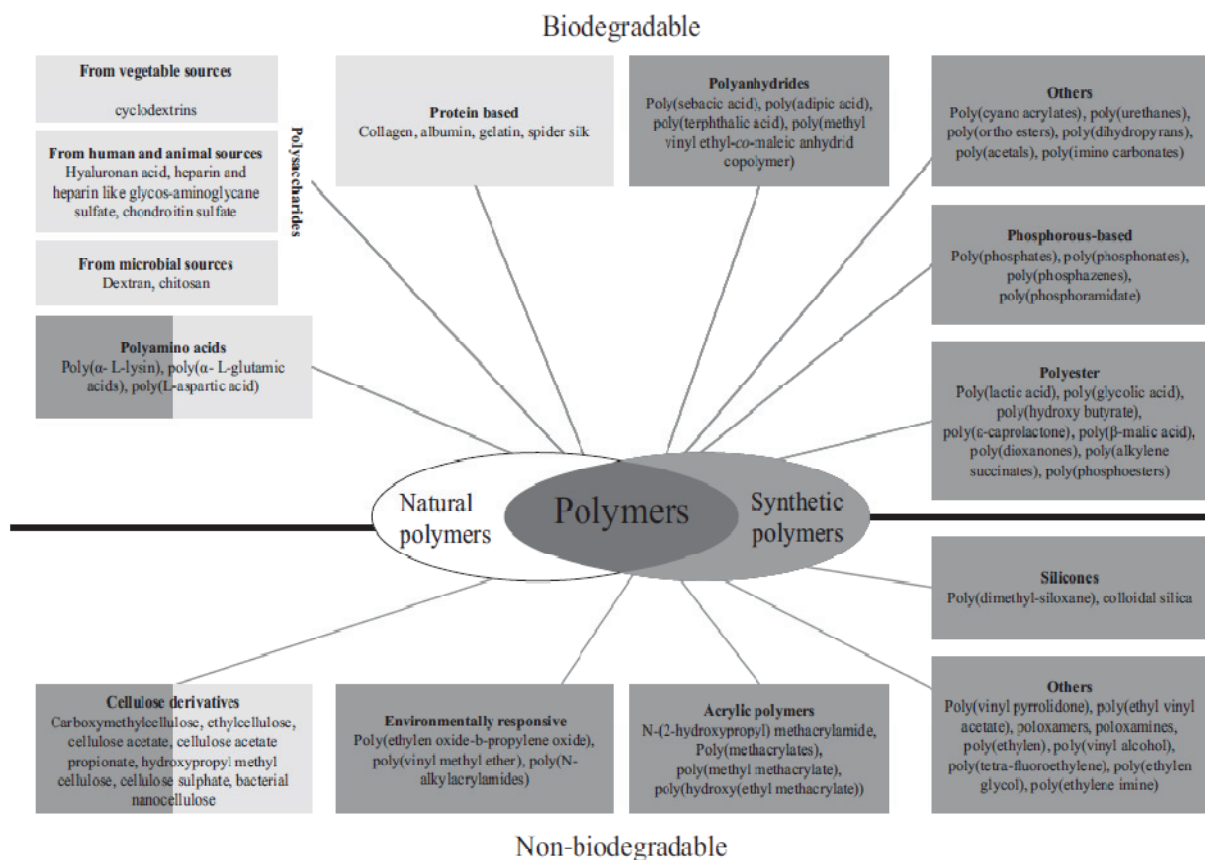 Biodegradable
From vegetable sources
cyclodextrins
From human and animal sources
Hyaluronan acid, heparin and
heparin like glycos-aminoglycane
sulfate, chondroitin sulfate
From microbial sources
Dextran, chitosan
Polysaccharides
Polyamino acids
Poly(α- L-lysin), poly(α- L-glutamic
acids), poly(L-aspartic acid)
Protein based
Collagen, albumin, gelatin, spider silk
Polyanhydrides
Poly(sebacic acid), poly(adipic acid),
poly(terphthalic acid), poly(methyl
vinyl ethyl-co-maleic anhydrid
copolymer)
Others
Poly(cyano acrylates), poly(urethanes),
poly(ortho esters), poly(dihydropyrans),
poly(acetals), poly(imino carbonates)
Phosphorous-based
Poly(phosphates), poly(phosphonates),
poly(phosphazenes),
poly(phosphoramidate)
Polyester
Poly(lactic acid), poly(glycolic acid),
poly(hydroxy butyrate),
poly(ε-caprolactone), poly(β-malic acid),
poly(dioxanones), poly(alkylene
succinates), poly(phosphoesters)
Natural
polymers
Polymers
Synthetic
polymers
Silicones
Poly(dimethyl-siloxane), colloidal silica
Cellulose derivatives
Carboxymethylcellulose, ethylcellulose,
cellulose acetate, cellulose acetate
propionate, hydroxypropyl methyl
cellulose, cellulose sulphate, bacterial
nanocellulose
Environmentally responsive
Poly(ethylen oxide-b-propylene oxide),
poly(vinyl methyl ether), poly(N-
alkylacrylamides)
Acrylic polymers
N-(2-hydroxypropyl) methacrylamide,
Poly(methacrylates),
poly(methyl methacrylate),
poly(hydroxy(ethyl methacrylate))
Others
Poly(vinyl pyrrolidone), poly(ethyl vinyl
acetate), poloxamers, poloxamines,
poly(ethylen), poly(vinyl alcohol),
poly(tetra-fluoroethylene), poly(ethylen
glycol), poly(ethylene imine)
Non-biodegradable